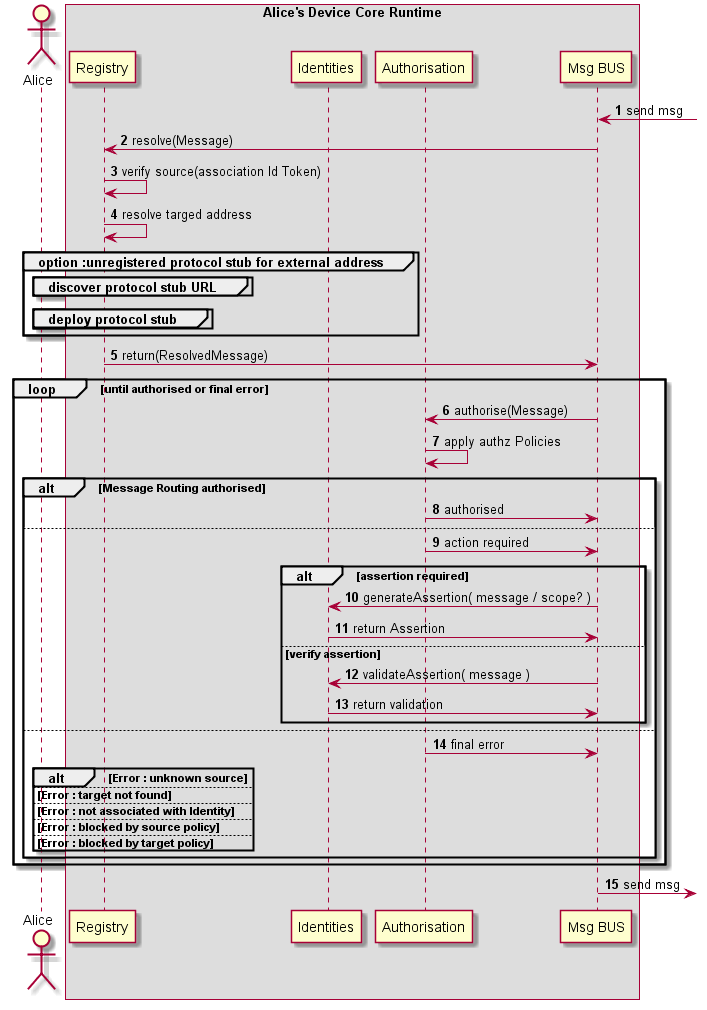 Alice's Device Core Runtime
Alice
Registry
Identities
Authorisation
Msg BUS
1 send msg
2 resolve(Message)
3 verify source(association Id Token)
4 resolve targed address
option :unregistered protocol stub for external address
discover protocol stub URL
deploy protocol stub
5 return(ResolvedMessage)
loop [until authorised or final error]
6 authorise(Message)
7 apply authz Policies
alt [Message Routing authorised]
8 authorised
9 action required
alt [assertion required]
10 generateAssertion( message / scope? )
11 return Assertion
[verify assertion]
12 validateAssertion( message )
13 return validation
14 final error
alt [Error : unknown source]
[Error : target not found]
[Error : not associated with Identity]
[Error : blocked by source policy]
[Error : blocked by target policy]
15 send msg
Alice
Registry
Identities
Authorisation
Msg BUS